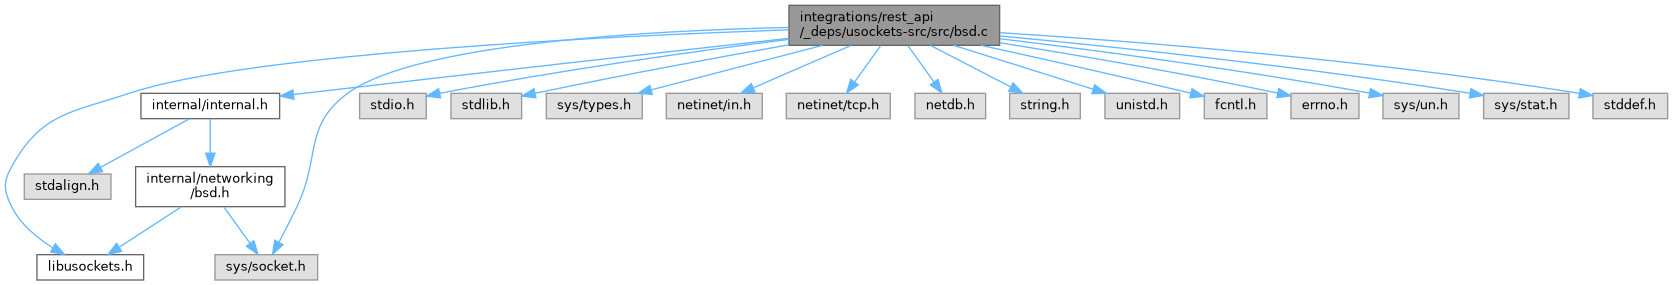 integrations/rest_api
/_deps/usockets-src/src/bsd.c
internal/internal.h
stdio.h
stdlib.h
sys/types.h
netinet/in.h
netinet/tcp.h
netdb.h
string.h
unistd.h
fcntl.h
errno.h
sys/un.h
sys/stat.h
stddef.h
stdalign.h
internal/networking
/bsd.h
libusockets.h
sys/socket.h